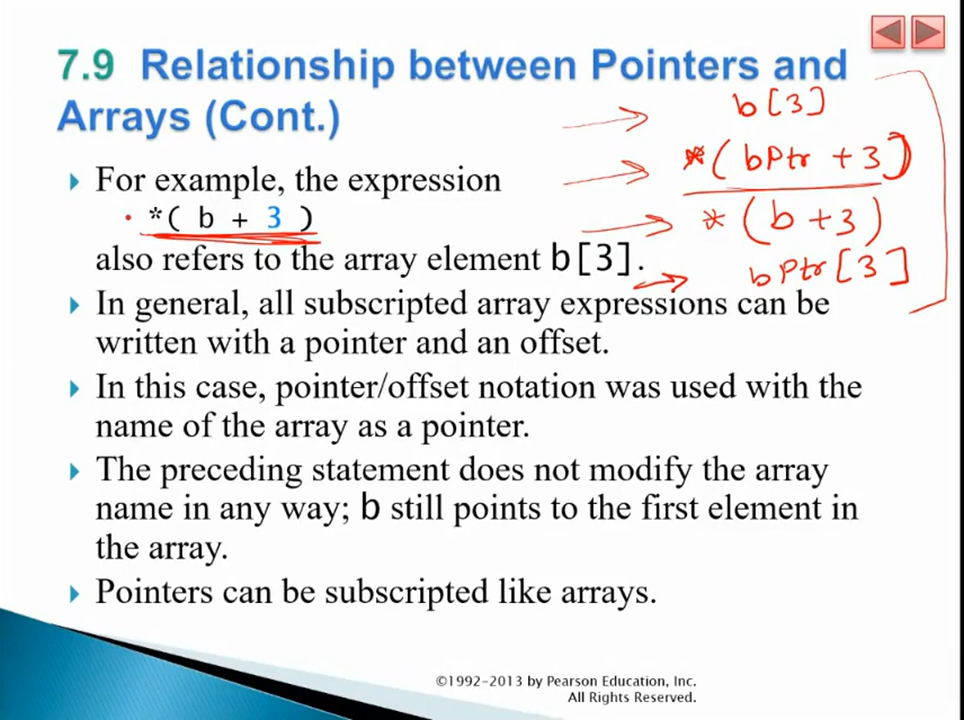 7.9 Relationship between Pointers and
Arrays (Cont.)
b[3]
*(bPtr +3)
*(b+3)
bPtr[3]
▸ For example, the expression
• *( b + 3 )
also refers to the array element b[3].
▸ In general, all subscripted array expressions can be
written with a pointer and an offset.
▸ In this case, pointer/offset notation was used with the
name of the array as a pointer.
▸ The preceding statement does not modify the array
name in any way; b still points to the first element in
the array.
▸ Pointers can be subscripted like arrays.
©1992-2013 by Pearson Education, Inc.
All Rights Reserved.